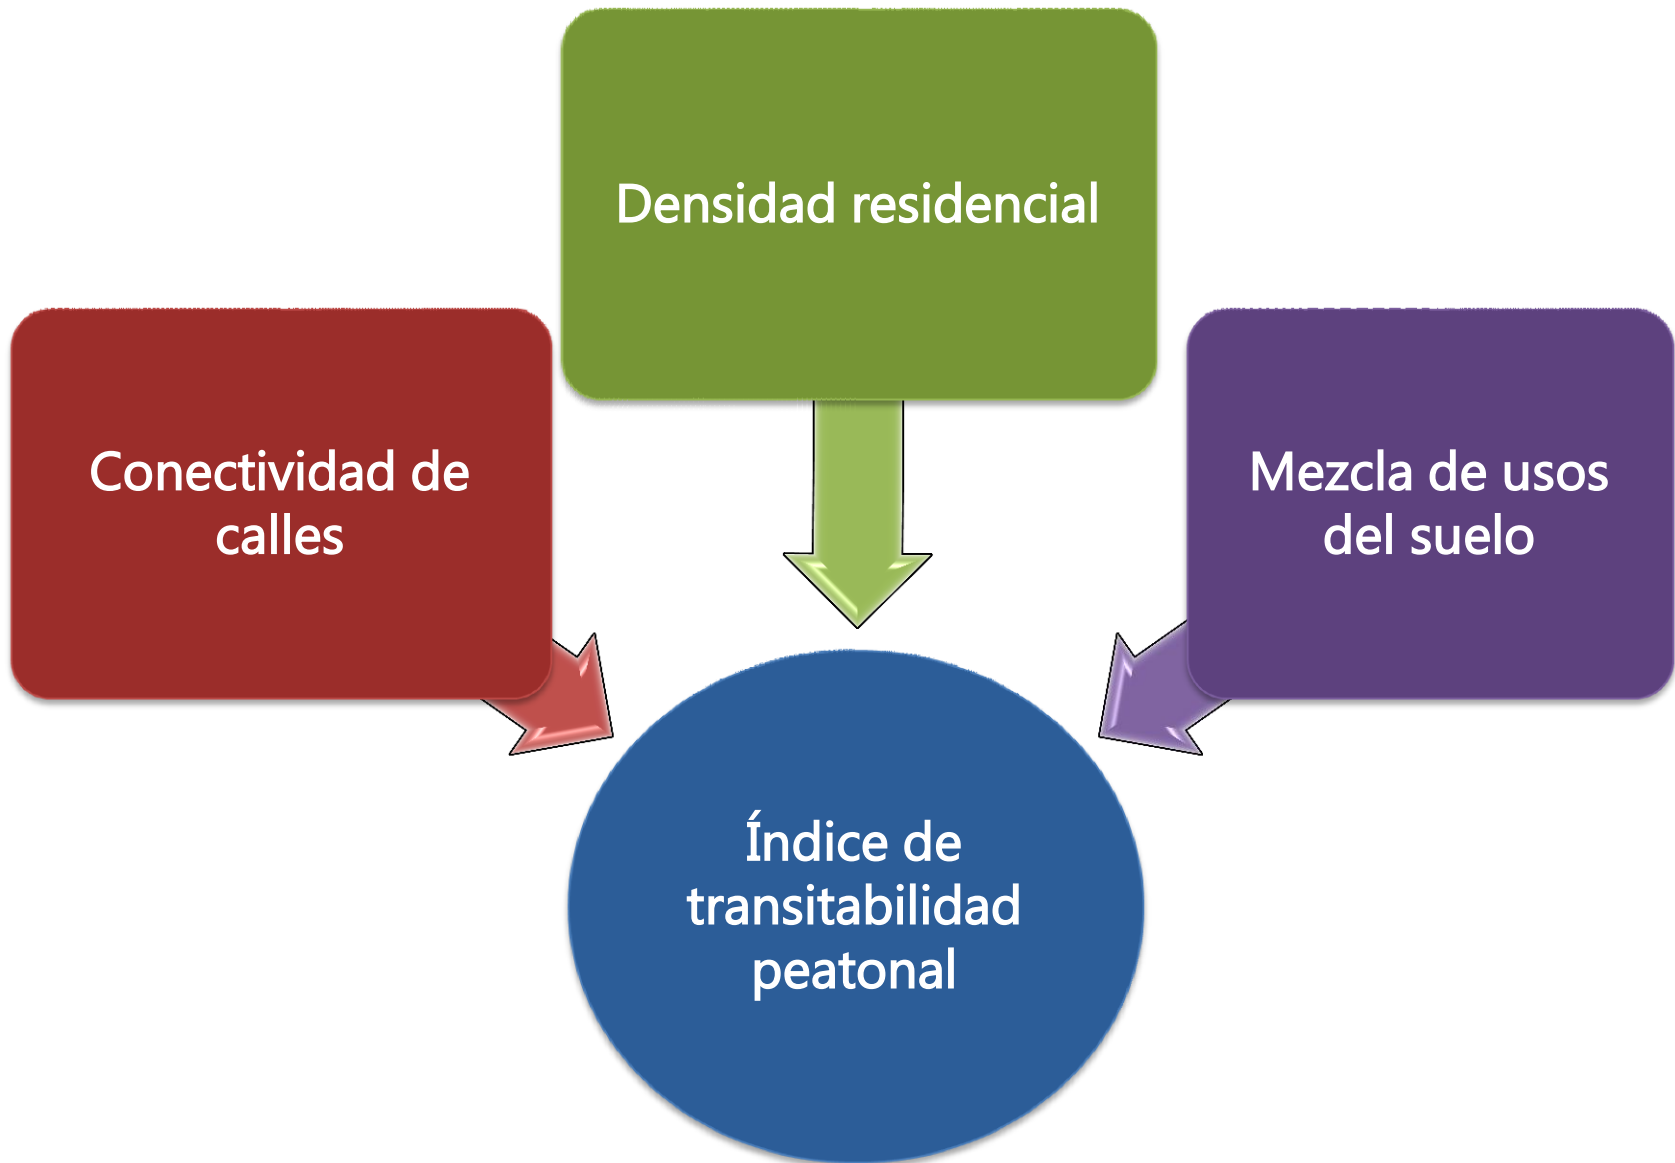 Densidad residencial
Conectividad de
calles
Mezcla de usos
del suelo
Índice de
transitabilidad
peatonal